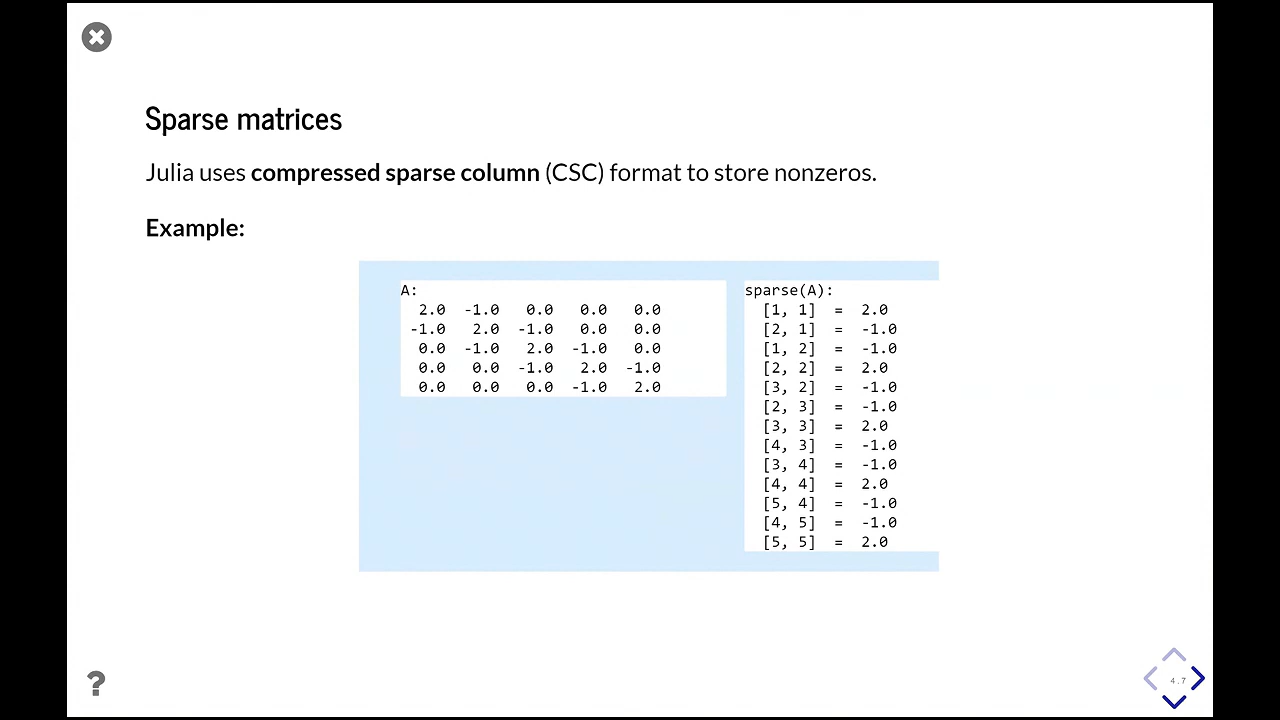 Sparse matrices
Julia uses compressed sparse column (CSC) format to store nonzeros.
Example:
A:
2.0 -1.0 0.0 0.0 0.0
-1.0 2.0 -1.0 0.0 0.0
0.0 -1.0 2.0 -1.0 0.0
0.0 0.0 -1.0 2.0 -1.0
0.0 0.0 0.0 -1.0 2.0
sparse(A):
[1, 1] = 2.0
[2, 1] = -1.0
[1, 2] = -1.0
[2, 2] = 2.0
[3, 2] = -1.0
[2, 3] = -1.0
[3, 3] = 2.0
[4, 3] = -1.0
[3, 4] = -1.0
[4, 4] = 2.0
[5, 4] = -1.0
[4, 5] = -1.0
[5, 5] = 2.0
?
4.7